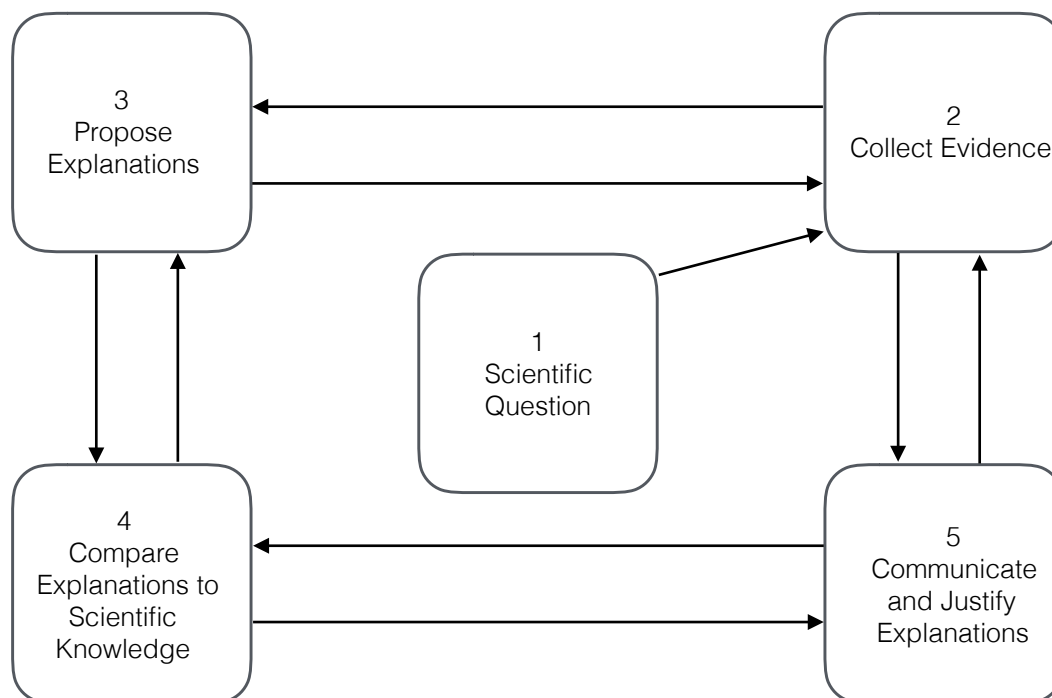 3
Propose
Explanations
2
Collect Evidence
1
Scientific
Question
4
Compare
Explanations to
Scientific
Knowledge
5
Communicate
and Justify
Explanations